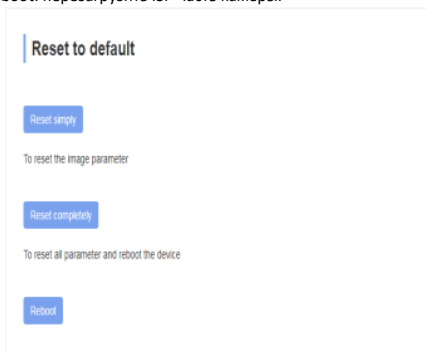 Reset to default
Reset simply
To reset the image parameter
Reset completely
To reset all parameter and reboot the device
Reboot